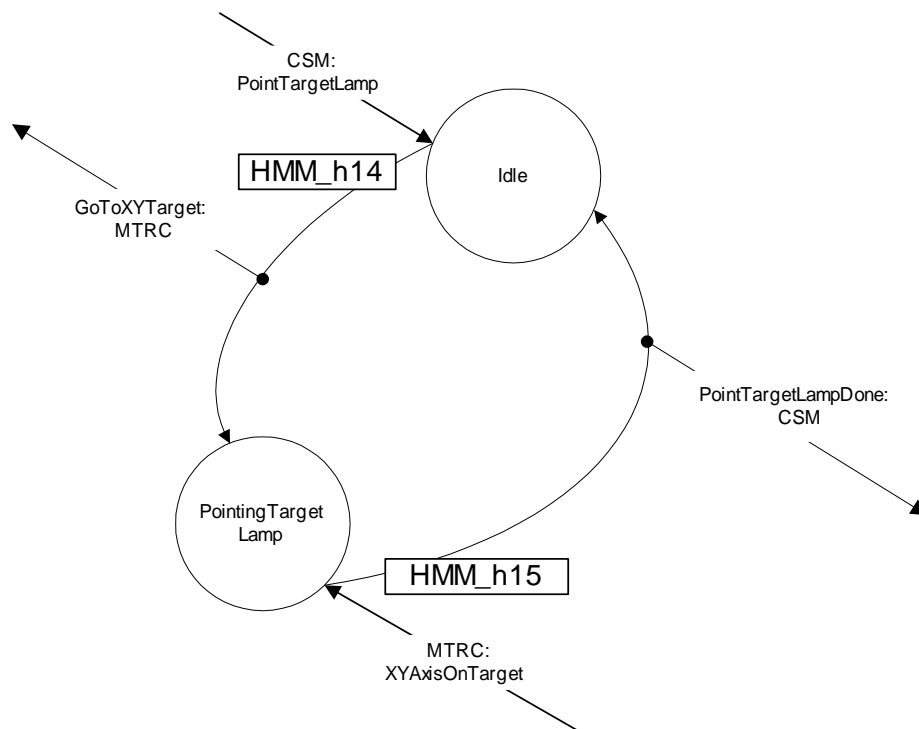 CSM:
PointTargetLamp
Idle
HMM_h14
GoToXYTarget:
MTRC
PointTargetLampDone:
CSM
PointingTarget
Lamp
HMM_h15
MTRC:
XYAxisOnTarget